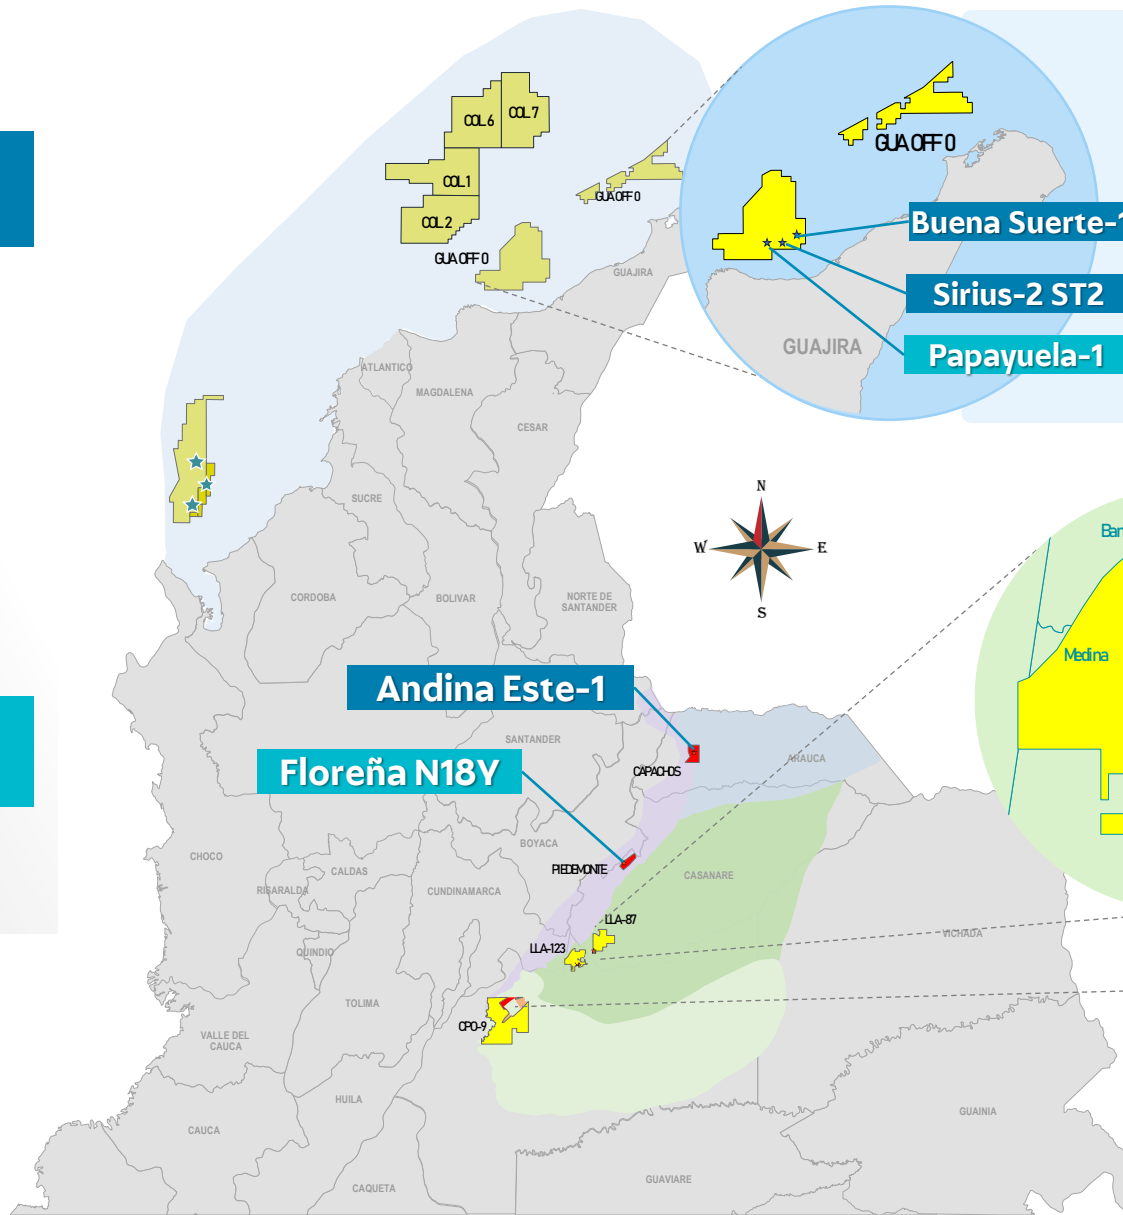 COL 6
COL 7
COL 1
COL 2
GUA OFF 0
GUA OFF 0
GUAJIRA
GUA OFF 0
Buena Suerte-1
Sirius-2 ST2
GUAJIRA
Papayuela-1
ATLANTICO
MAGDALENA
CESAR
SUCRE
N
W
E
S
CORDOBA
BOLIVAR
NORTE DE
SANTANDER
Medina
Andina Este-1
SANTANDER
Floreña N18Y
CAPACHOS
ARAUCA
BOYACA
CHOCO
CALDAS
PIEDEMONTE
CASANARE
RISARALDA
CUNDINAMARCA
LLA-87
VICHADA
QUINDIO
LLA-123
TOLIMA
CPO-9
VALLE DEL
CAUCA
HUILA
GUAINIA
CAUCA
CAQUETA
GUAVIARE